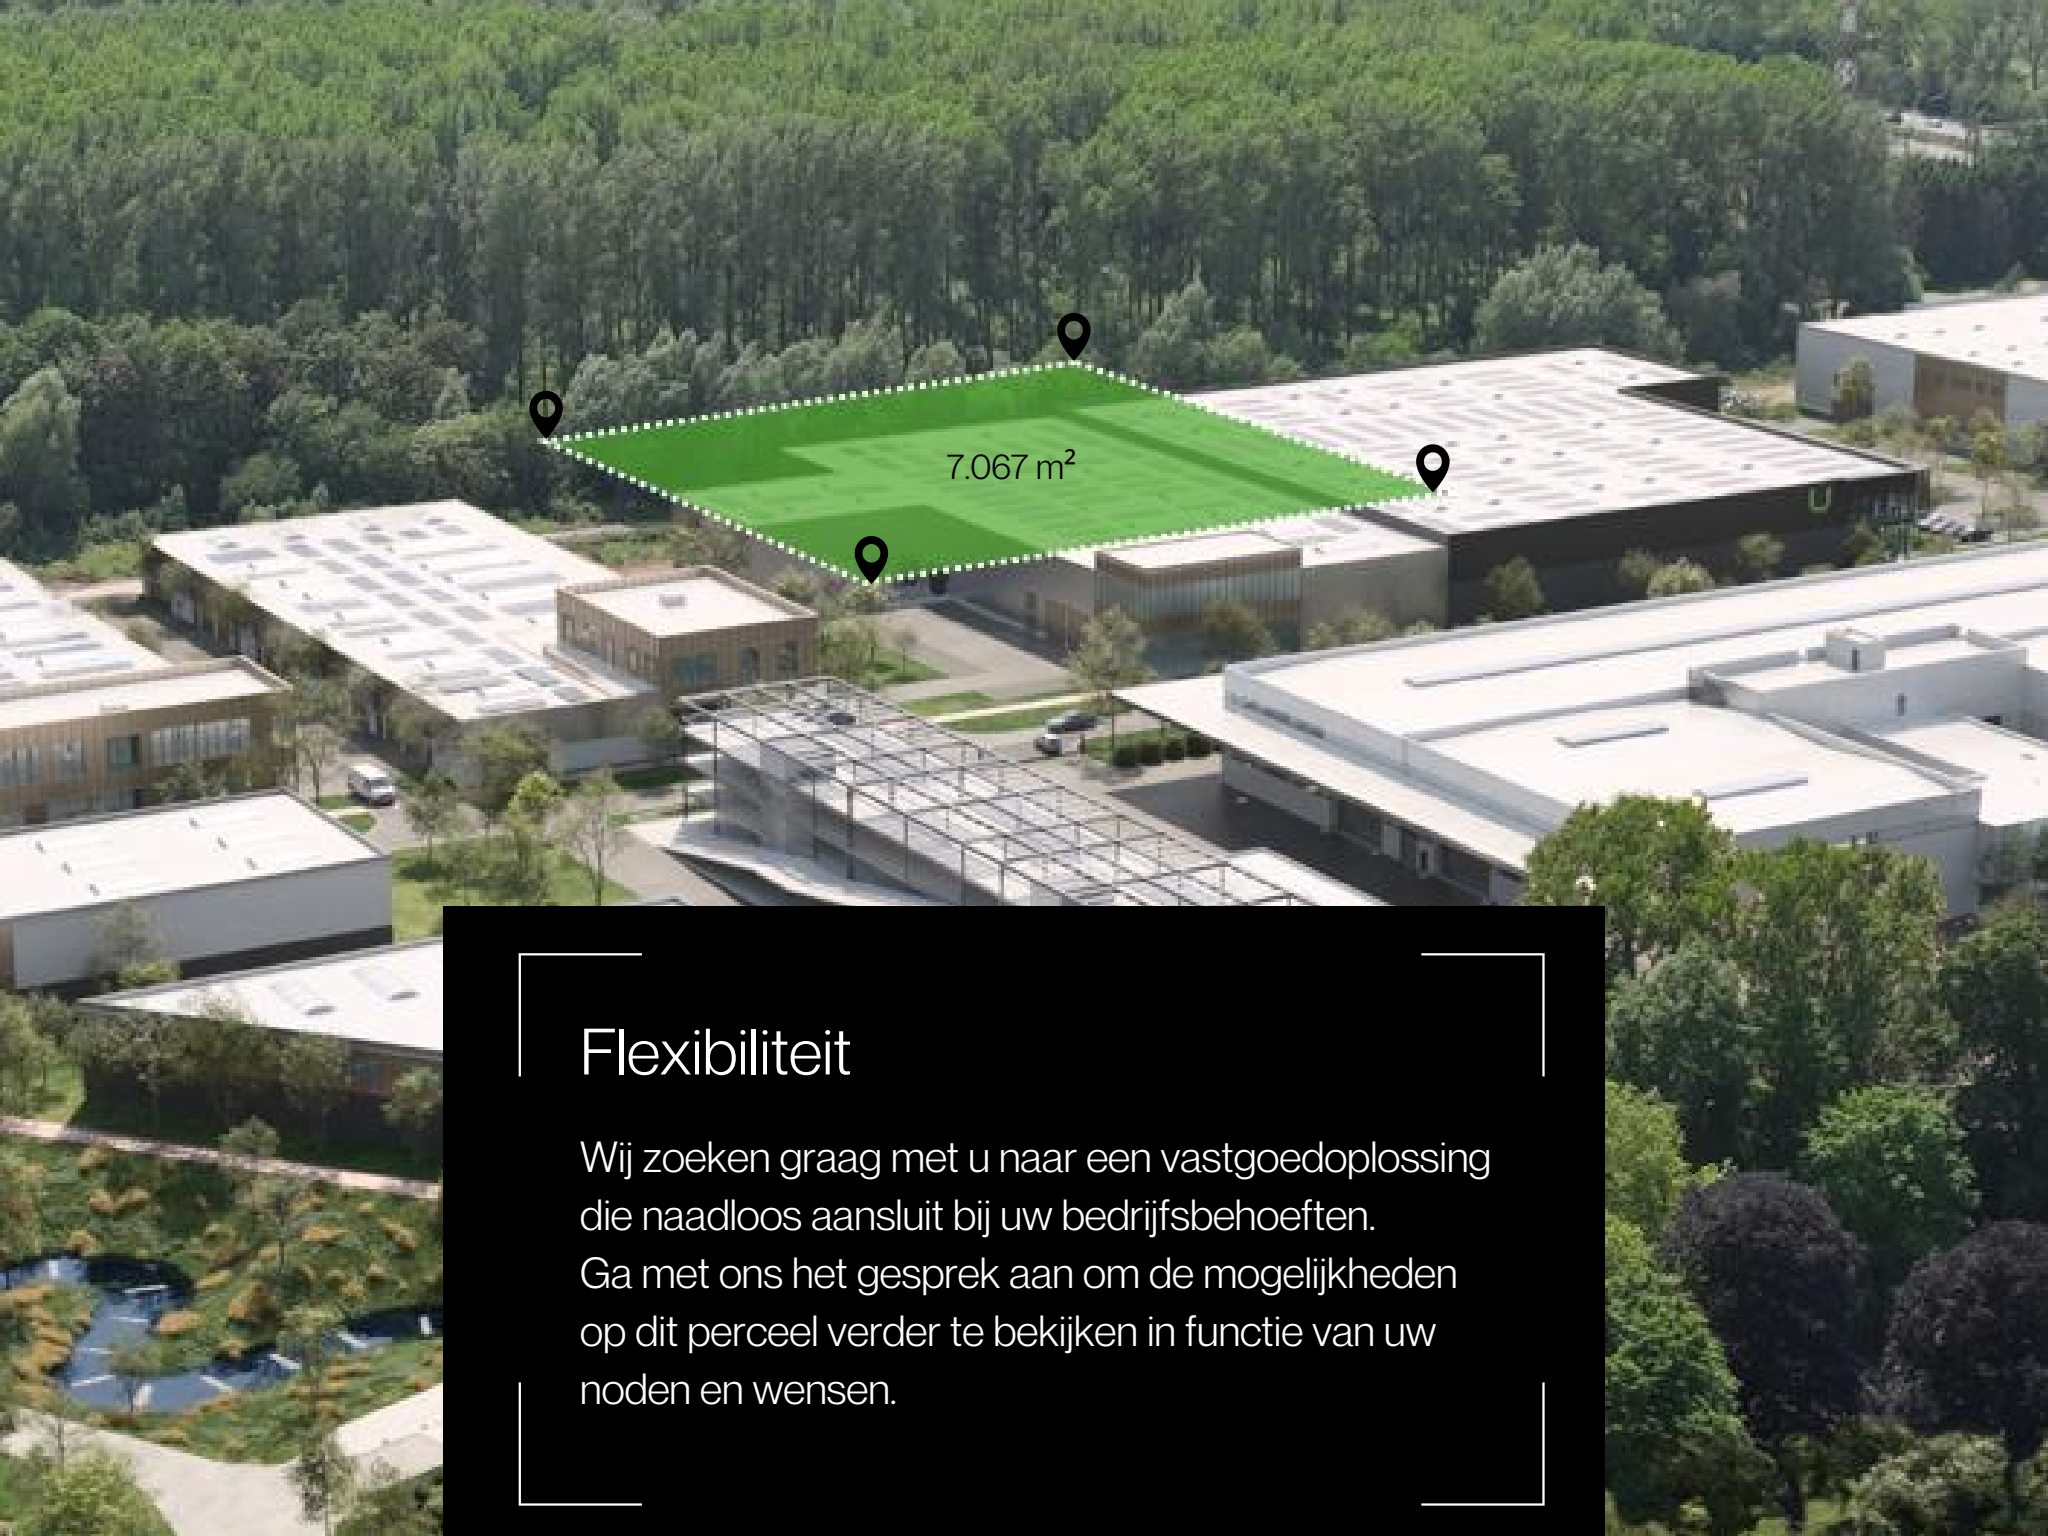 7.067 m²
Flexibiliteit
Wij zoeken graag met u naar een vastgoedoplossing
die naadloos aansluit bij uw bedrijfsbehoeften.
Ga met ons het gesprek aan om de mogelijkheden
op dit perceel verder te bekijken in functie van uw
noden en wensen.